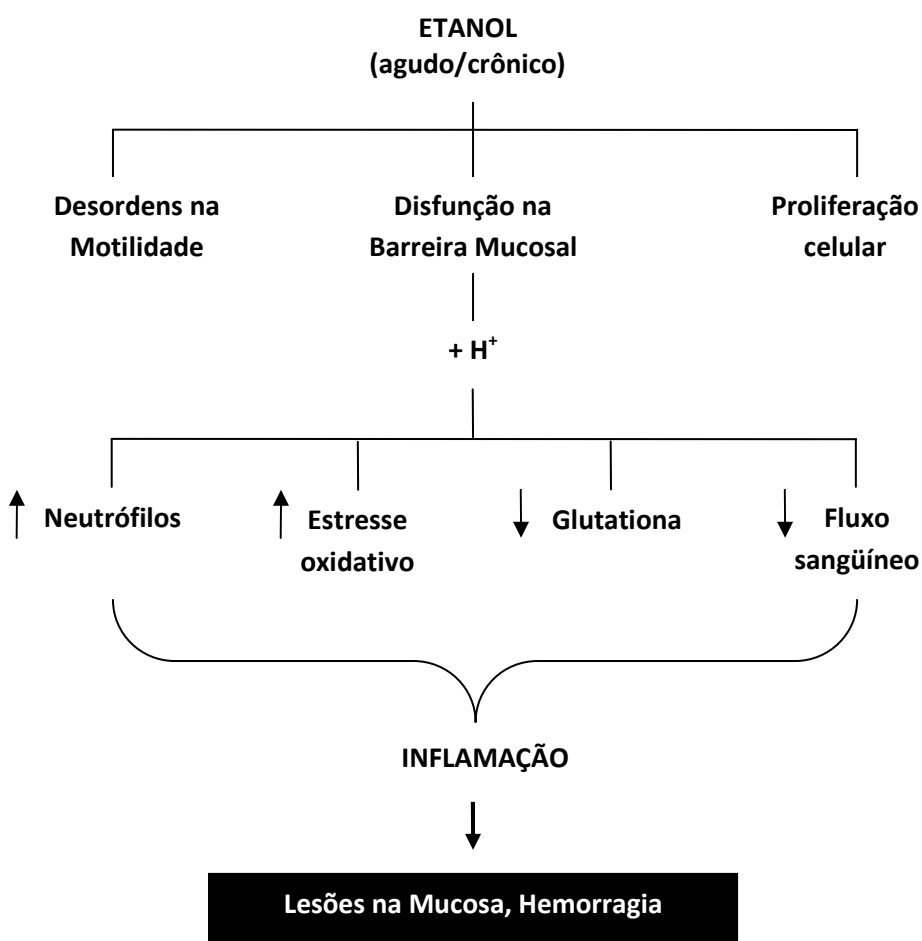 ETANOL
(agudo/crônico)
Desordens na
Motilidade
Disfunção na
Barreira Mucosal
Proliferação
celular
+ H⁺
↑ Neutrófilos
↑ Estresse
oxidativo
↓ Glutationa
↓ Fluxo
sangüíneo
INFLAMAÇÃO
Lesões na Mucosa, Hemorragia